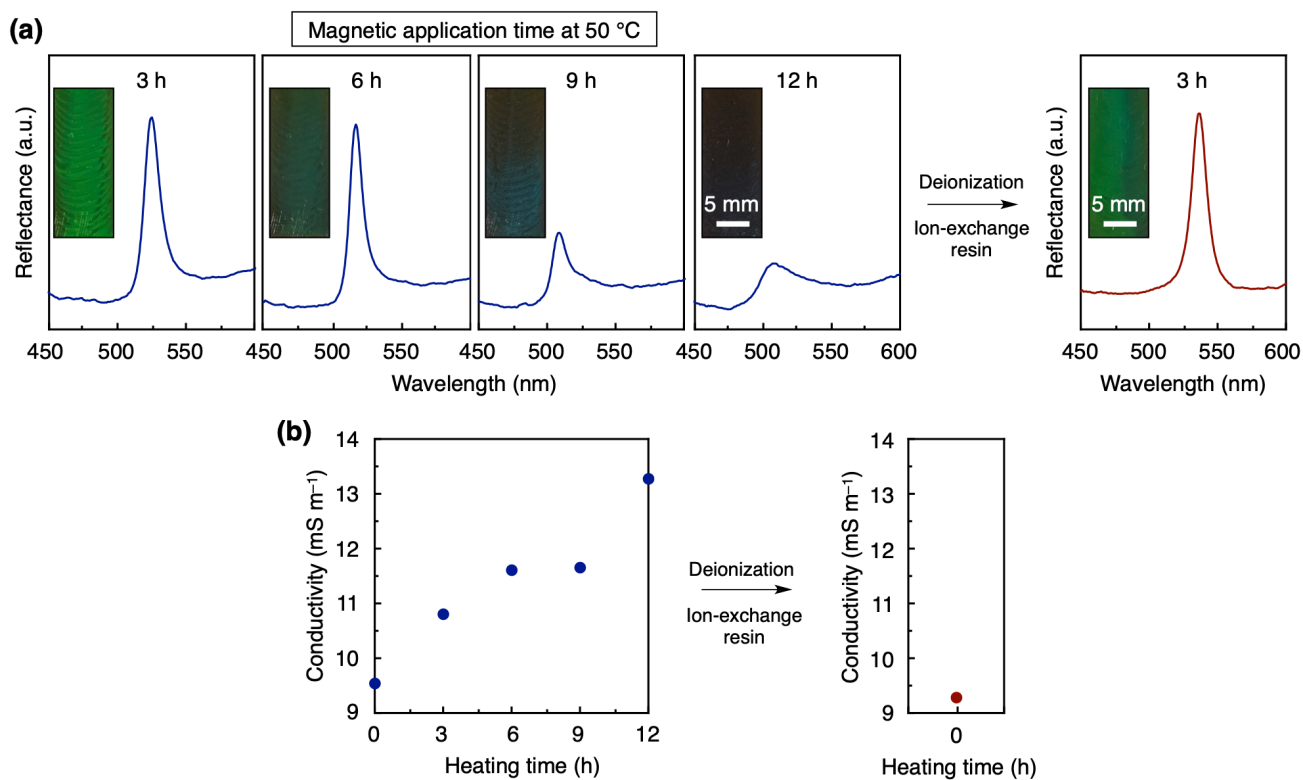 (a)
Magnetic application time at 50 °C
3 h
6 h
9 h
12 h
3 h
5 mm
5 mm
Reflectance (a.u.)
Reflectance (a.u.)
Deionization
Ion-exchange
resin
450 500 550 450 500 550 450 500 550 450 500 550 600
450 500 550 600
Wavelength (nm)
Wavelength (nm)
(b)
Conductivity (mS m⁻¹)
14
13
12
11
10
9
0 3 6 9 12
Heating time (h)
Deionization
Ion-exchange
resin
Conductivity (mS m⁻¹)
14
13
12
11
10
9
0
Heating time (h)